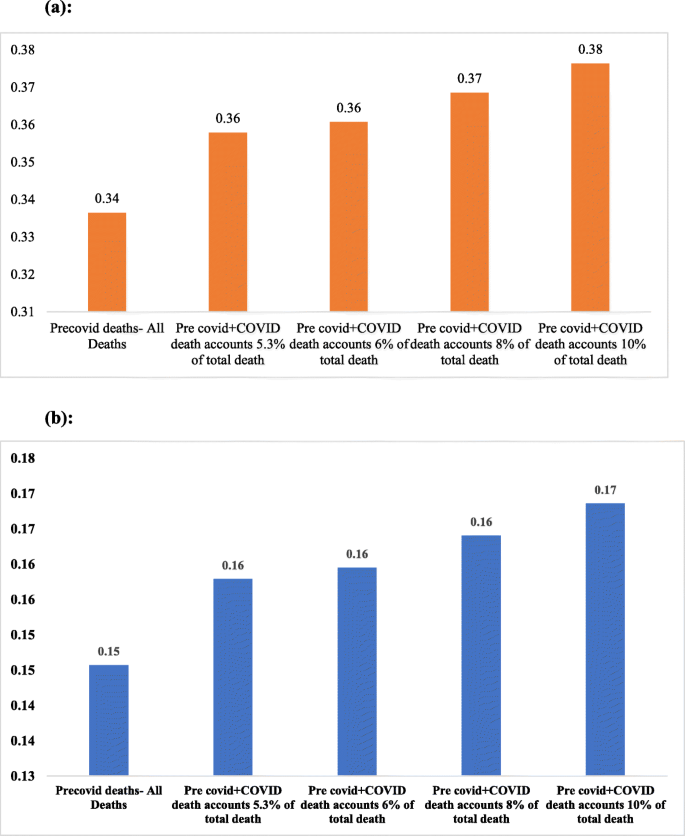 (a):
0.38
0.37
0.36
0.35
0.34
0.33
0.32
0.31
0.34
0.36
0.36
0.37
0.38
Precovid deaths- All
Deaths
Pre covid+COVID
death accounts 5.3%
of total death
Pre covid+COVID
death accounts 6% of
total death
Pre covid+COVID
death accounts 8% of
total death
Pre covid+COVID
death accounts 10%
of total death
(b):
0.18
0.17
0.17
0.16
0.16
0.15
0.15
0.14
0.14
0.13
0.15
0.16
0.16
0.16
0.17
Precovid deaths- All
Deaths
Pre covid+COVID
death accounts 5.3% of
total death
Pre covid+COVID
death accounts 6% of
total death
Pre covid+COVID
death accounts 8% of
total death
Pre covid+COVID
death accounts 10% of
total death